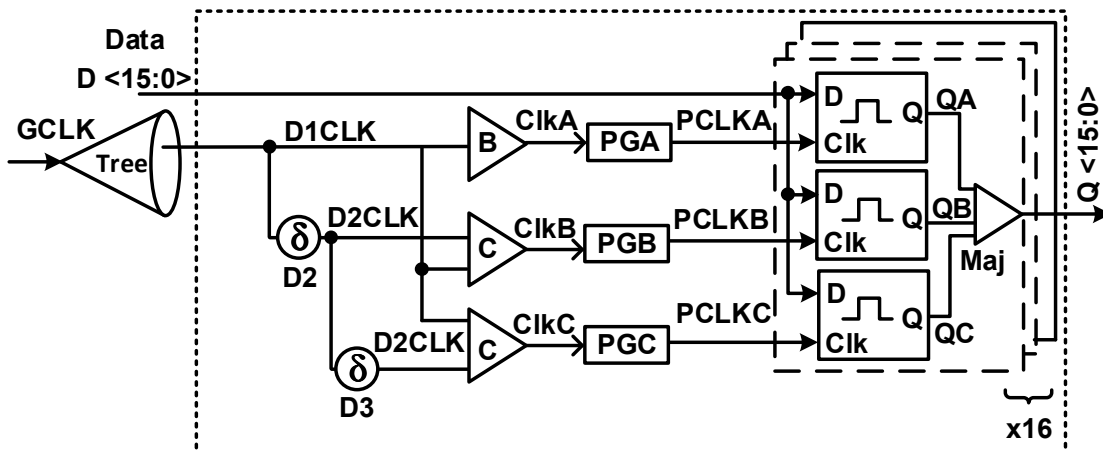 Data
D <15:0>
GCLK
Tree
D1CLK
B
ClkA
PGA
PCLKA
D
Q
Clk
QA
δ
D2
D2CLK
C
ClkB
PGB
PCLKB
D
Q
Clk
QB
Maj
Q <15:0>
δ
D3
D2CLK
C
ClkC
PGC
PCLKC
D
Q
Clk
QC
x16